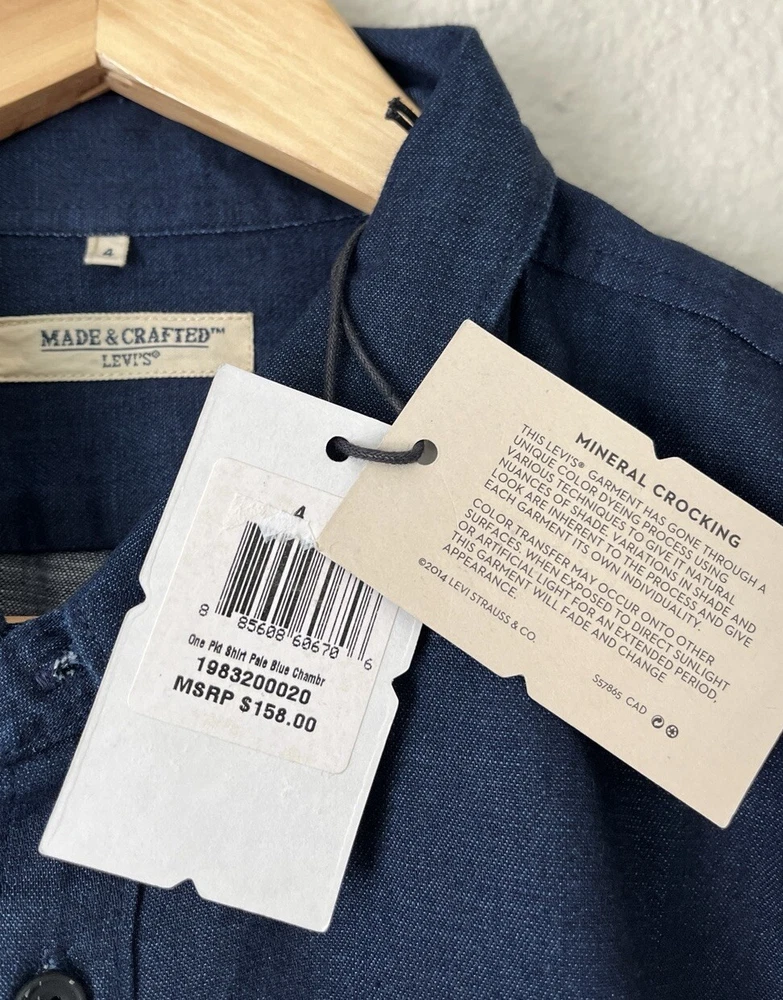 4
MADE & CRAFTED™
LEVI'S®
4
8 85608 60670 6
One Pkt Shirt Pale Blue Chambr
1983200020
MSRP $158.00
MINERAL CROCKING
THIS LEVI'S® GARMENT HAS GONE THROUGH A
UNIQUE COLOR DYEING PROCESS USING
VARIOUS TECHNIQUES TO GIVE IT NATURAL
NUANCES OF SHADE. VARIATIONS IN SHADE AND
LOOK ARE INHERENT TO THE PROCESS AND GIVE
EACH GARMENT ITS OWN INDIVIDUALITY.
COLOR TRANSFER MAY OCCUR ONTO OTHER
SURFACES. WHEN EXPOSED TO DIRECT SUNLIGHT
OR ARTIFICIAL LIGHT FOR AN EXTENDED PERIOD,
THIS GARMENT WILL FADE AND CHANGE
APPEARANCE.
©2014 LEVI STRAUSS & CO.
S57865 CAD